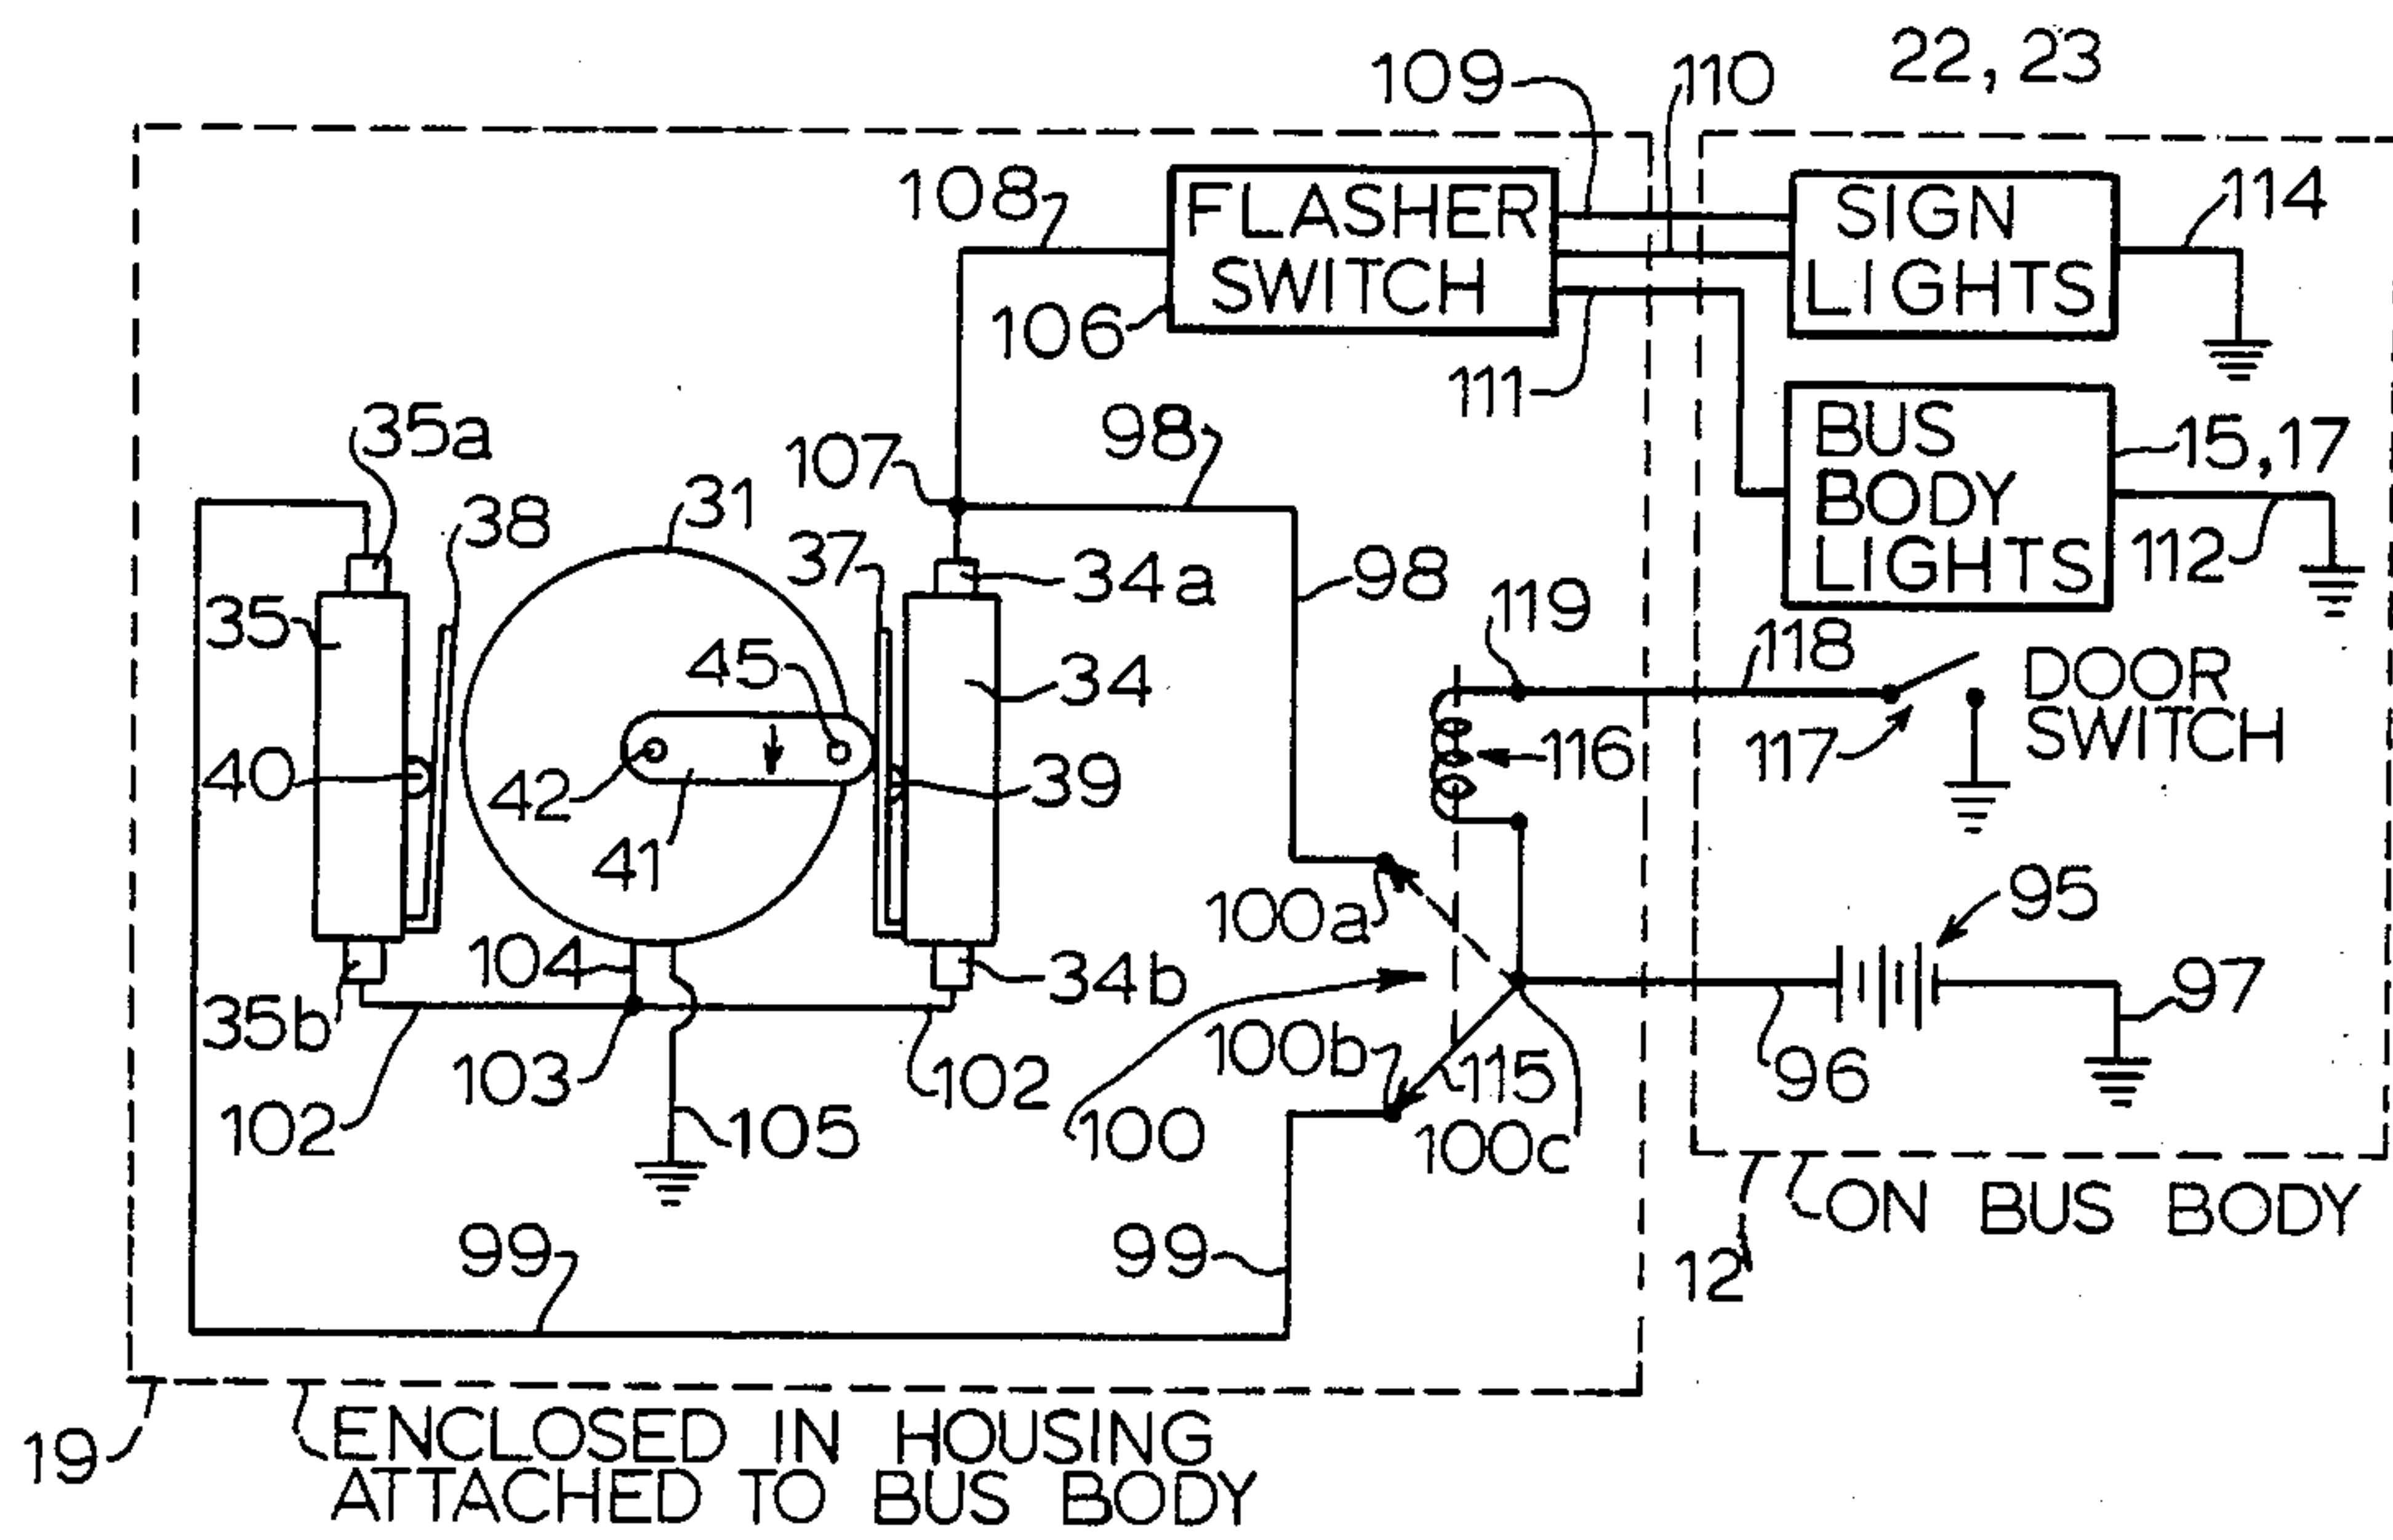 22, 23
109
110
108
FLASHER
SWITCH
SIGN
LIGHTS
114
106
111
35a
107
98
BUS
BODY
LIGHTS
15, 17
31
38
37
34a
98
112
119
35
45
34
118
DOOR
SWITCH
40
42
39
116
117
41
100a
95
104
34b
97
35b
103
102
102
100b
115
96
105
100
100c
99
99
ON BUS BODY
12
19
ENCLOSED IN HOUSING
ATTACHED TO BUS BODY